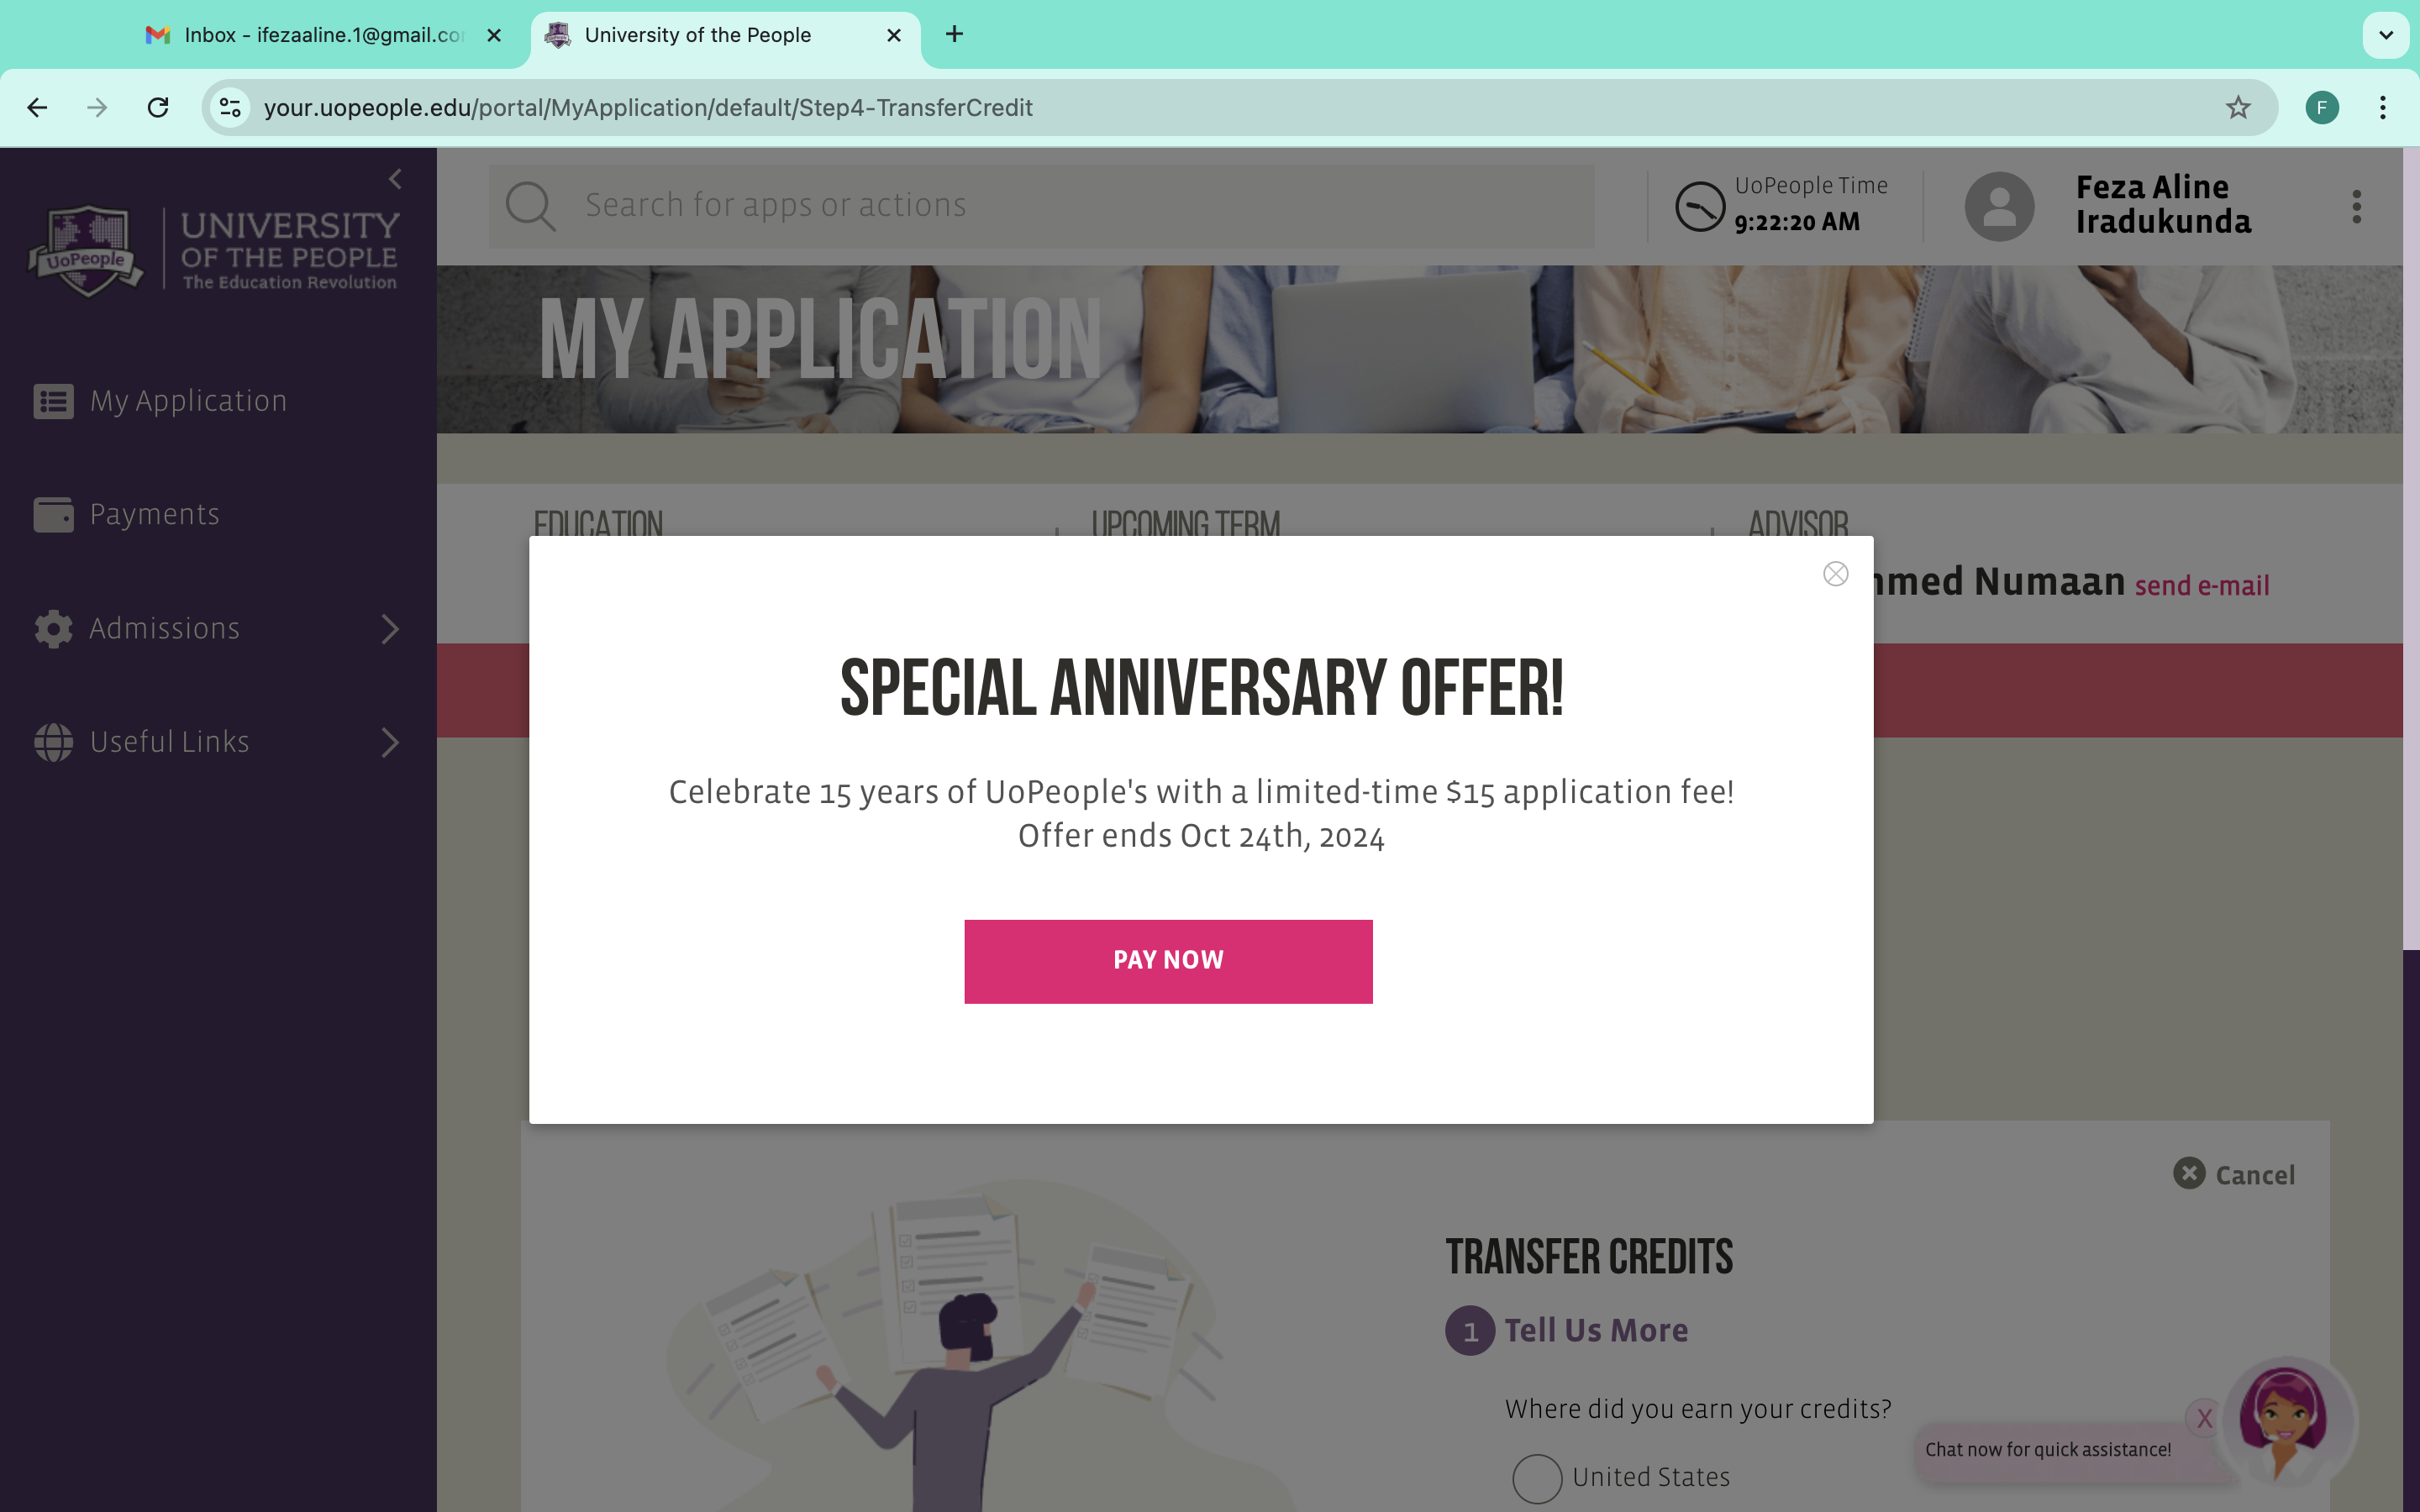 Inbox - ifezaaline.1@gmail.co
University of the People
your.uopeople.edu/portal/MyApplication/default/Step4-TransferCredit
F
UoPeople
UNIVERSITY
OF THE PEOPLE
The Education Revolution
My Application
Payments
Admissions
Useful Links
Search for apps or actions
UoPeople Time
9:22:20 AM
Feza Aline
Iradukunda
MY APPLICATION
EDUCATION
UPCOMING TERM
ADVISOR
med Numaan send e-mail
SPECIAL ANNIVERSARY OFFER!
Celebrate 15 years of UoPeople's with a limited-time $15 application fee!
Offer ends Oct 24th, 2024
PAY NOW
Cancel
TRANSFER CREDITS
1 Tell Us More
Where did you earn your credits?
United States
X
Chat now for quick assistance!